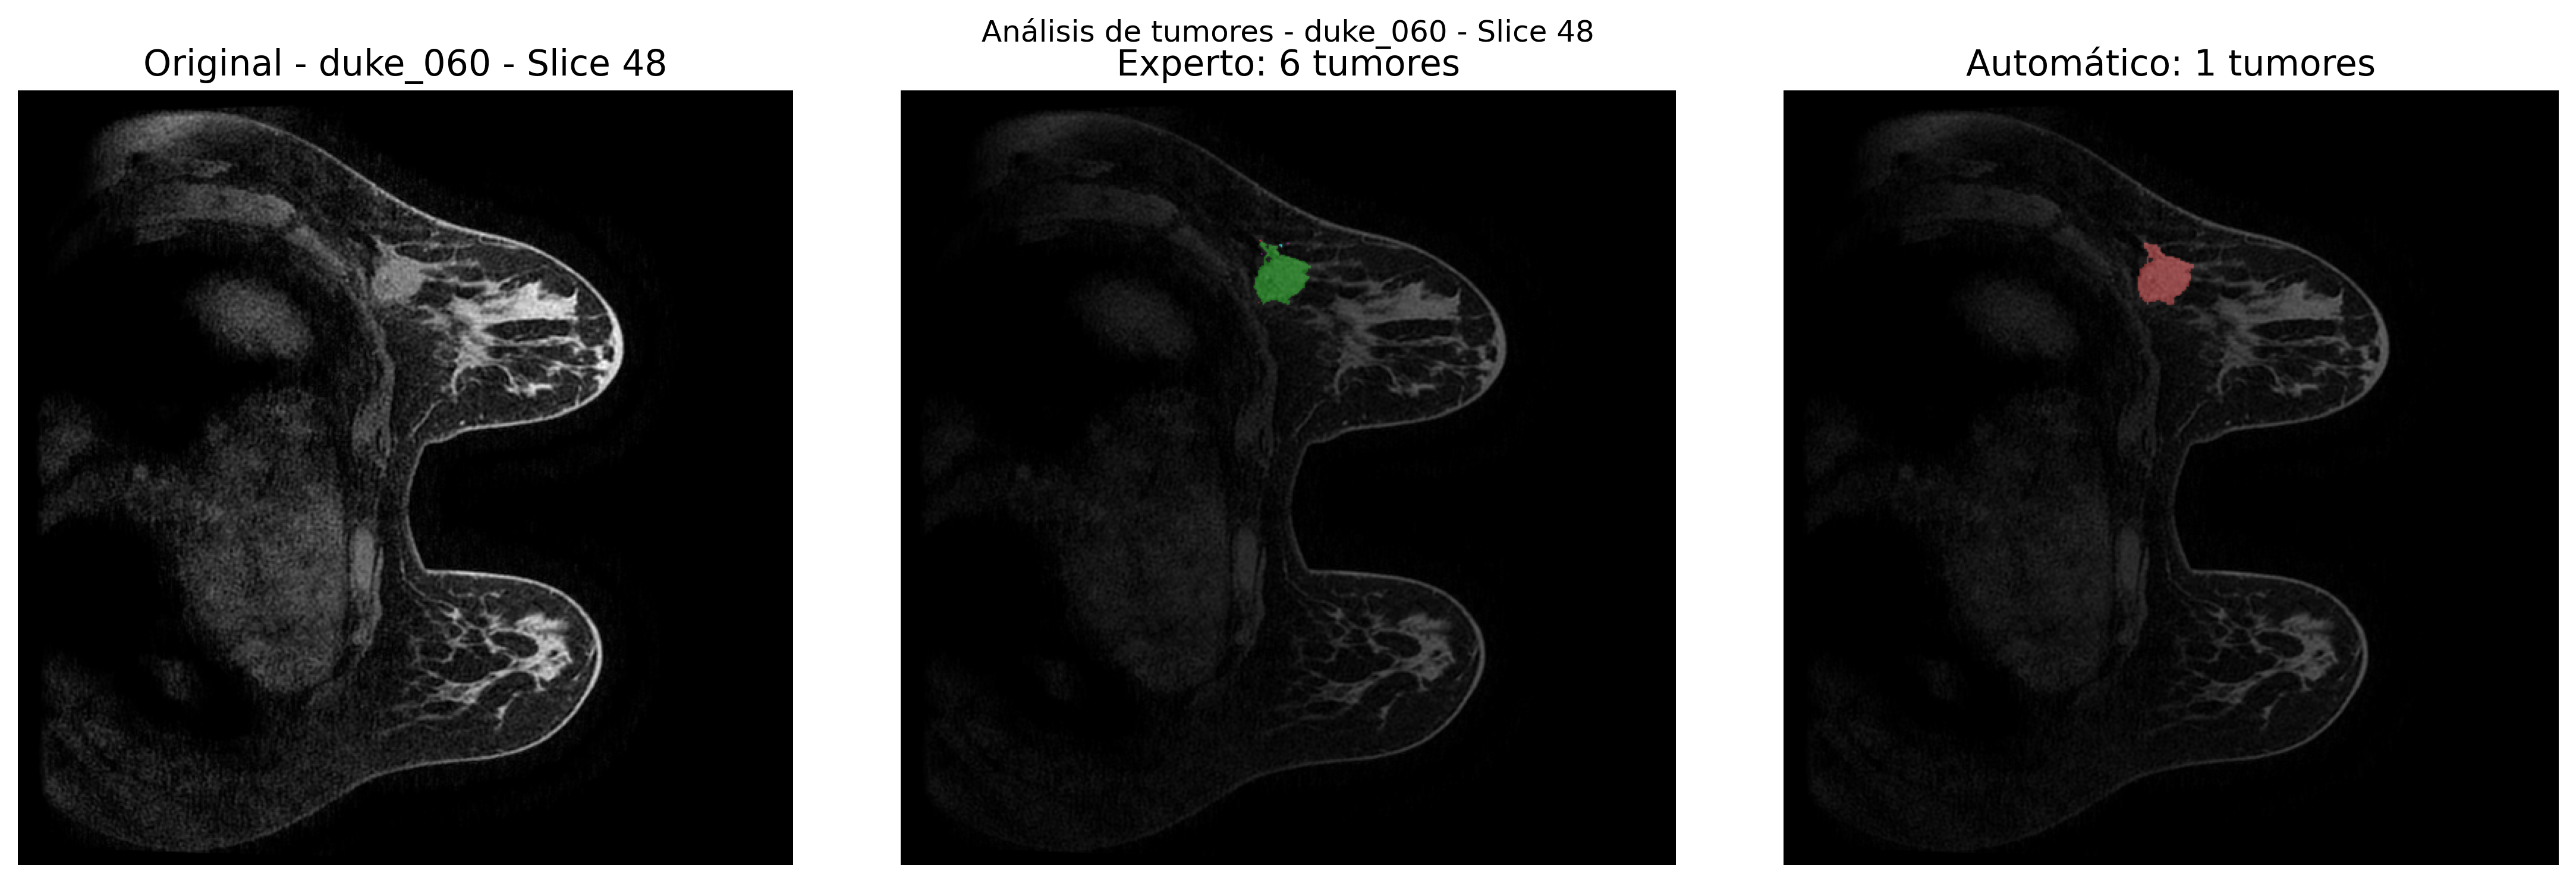 Análisis de tumores - duke_060 - Slice 48
Original - duke_060 - Slice 48
Experto: 6 tumores
Automático: 1 tumores